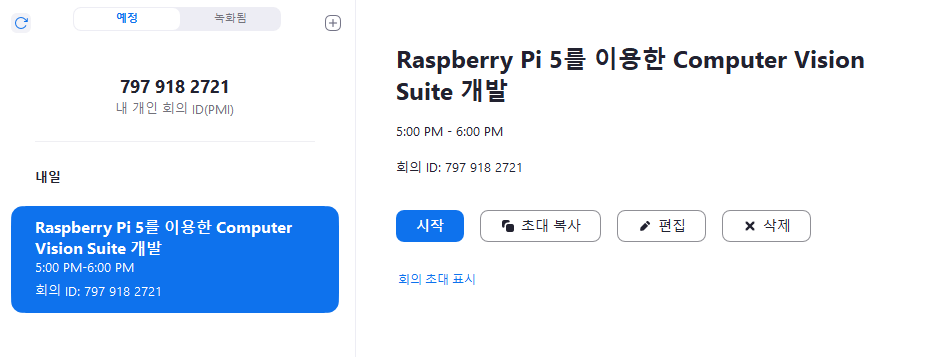 예정
녹화됨
797 918 2721
내 개인 회의 ID(PMI)
내일
Raspberry Pi 5를 이용한 Computer
Vision Suite 개발
5:00 PM-6:00 PM
회의 ID: 797 918 2721
Raspberry Pi 5를 이용한 Computer Vision
Suite 개발
5:00 PM - 6:00 PM
회의 ID: 797 918 2721
시작
초대 복사
편집
삭제
회의 초대 표시